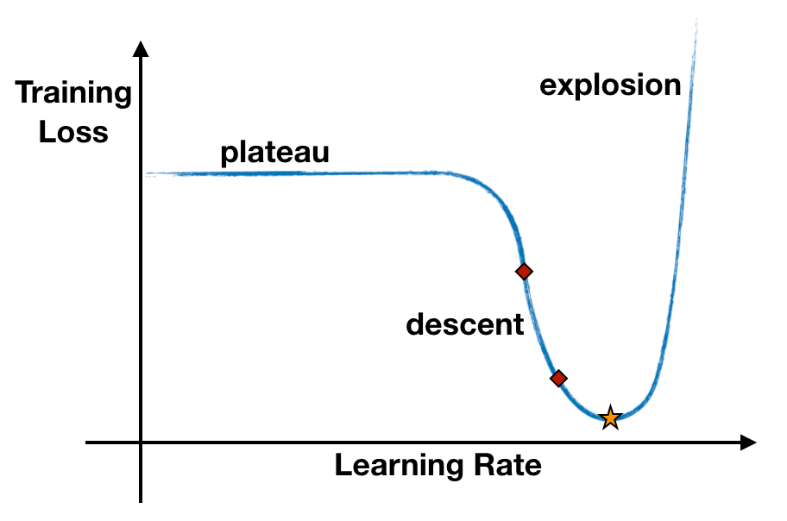 explosion
Training
Loss
plateau
descent
Learning Rate